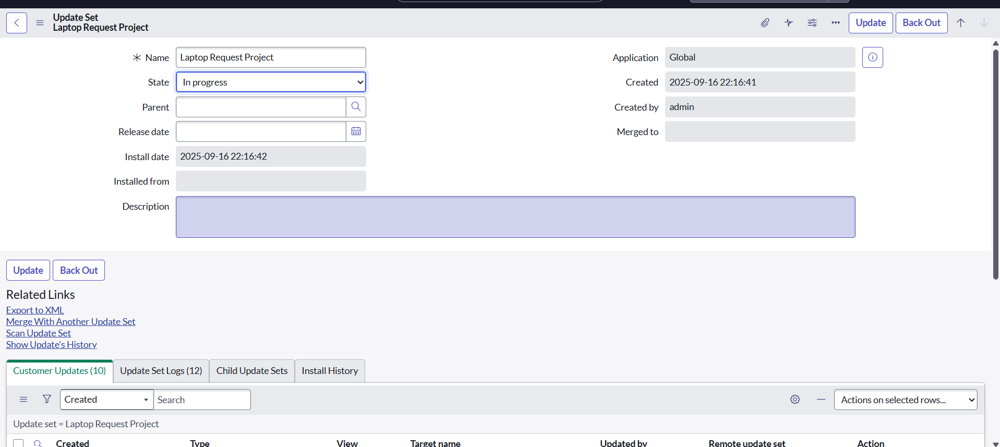 Update Set
Laptop Request Project
Update
Back Out
Name
Laptop Request Project
Application
Global
State
In progress
Created
2025-09-16 22:16:41
Parent
Created by
admin
Release date
Merged to
Install date
2025-09-16 22:16:42
Installed from
Description
Update
Back Out
Related Links
Export to XML
Merge With Another Update Set
Scan Update Set
Show Update's History
Customer Updates (10)
Update Set Logs (12)
Child Update Sets
Install History
Created
Search
Actions on selected rows...
Update set = Laptop Request Project
Created Type View Target name Updated by Remote update set Action